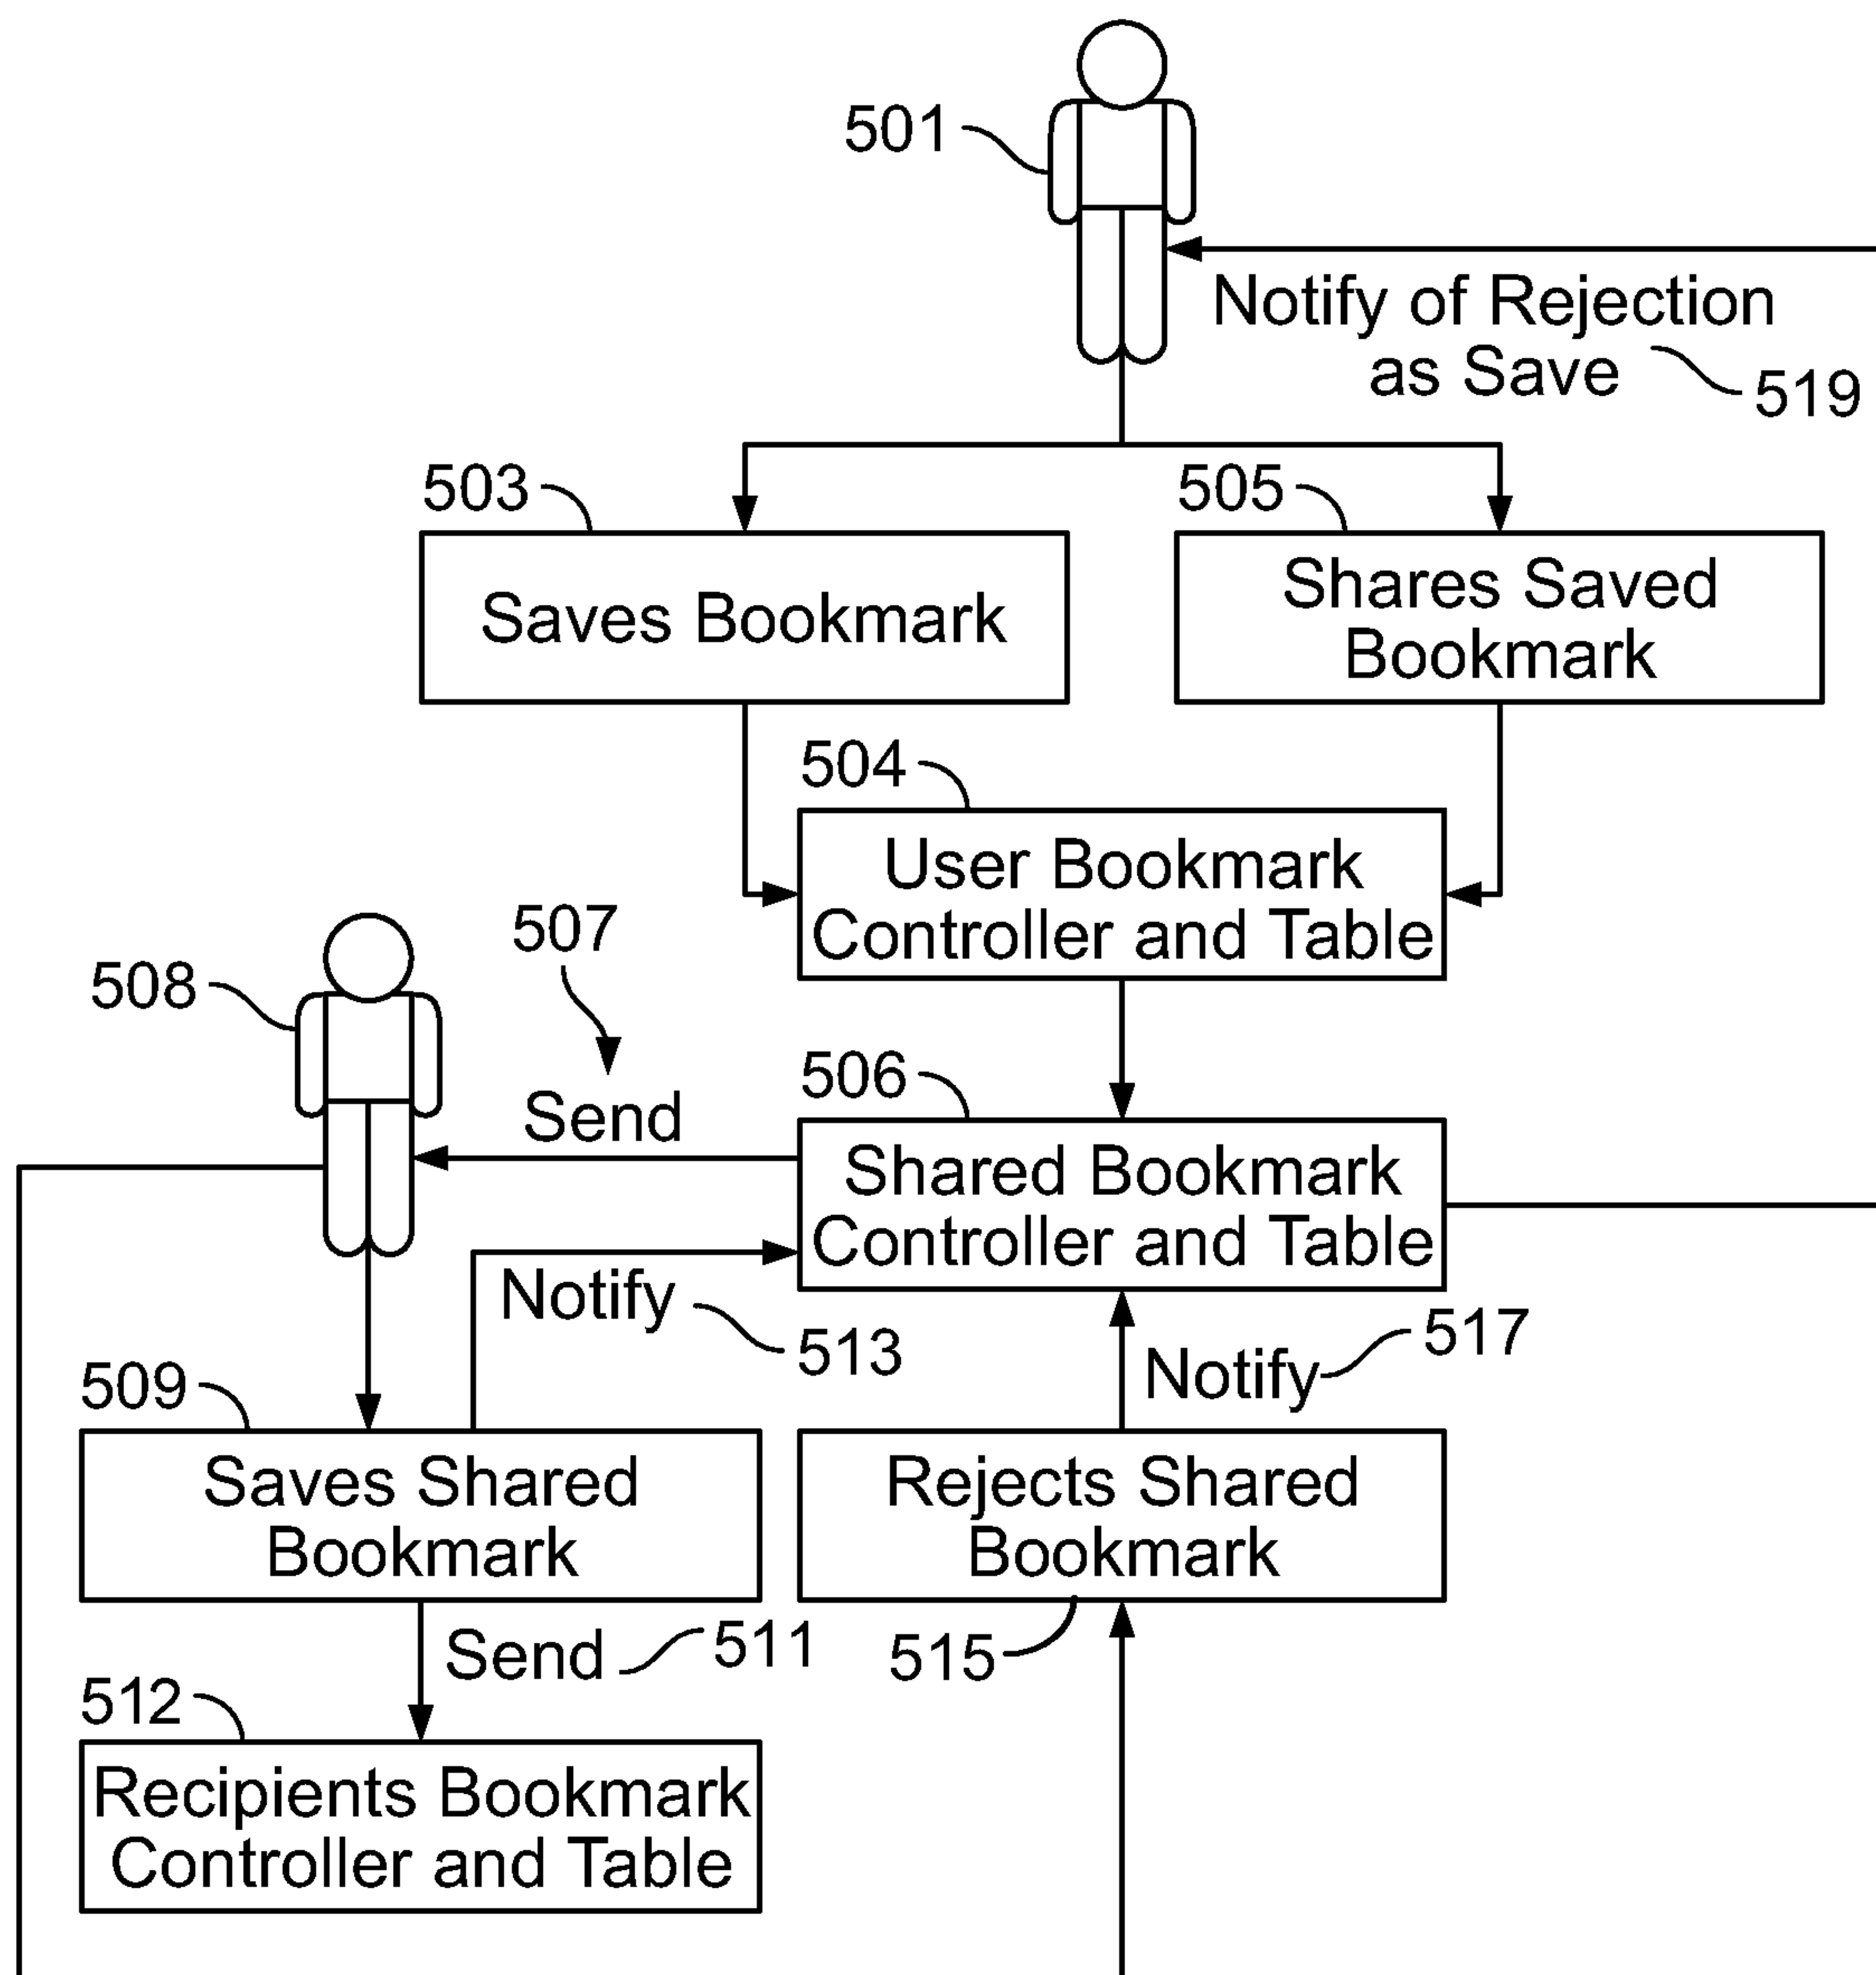 501
Notify of Rejection
as Save
519
503
505
Saves Bookmark
Shares Saved
Bookmark
504
User Bookmark
Controller and Table
507
508
Send
506
Shared Bookmark
Controller and Table
Notify
513
517
Notify
509
Saves Shared
Bookmark
Rejects Shared
Bookmark
Send
511
515
512
Recipients Bookmark
Controller and Table